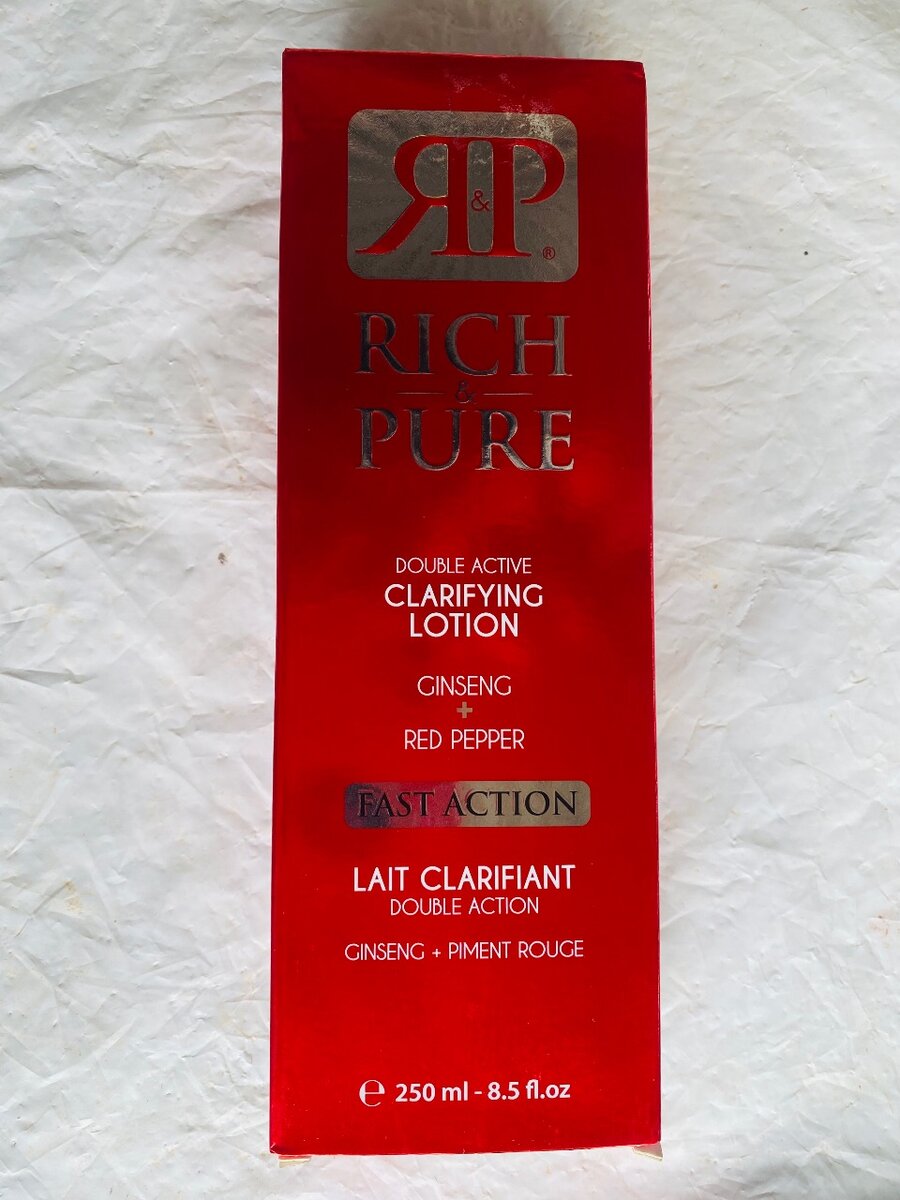 R&P®
RICH
&
PURE
DOUBLE ACTIVE
CLARIFYING
LOTION
GINSENG
+
RED PEPPER
FAST ACTION
LAIT CLARIFIANT
DOUBLE ACTION
GINSENG + PIMENT ROUGE
℮ 250 ml - 8.5 fl.oz